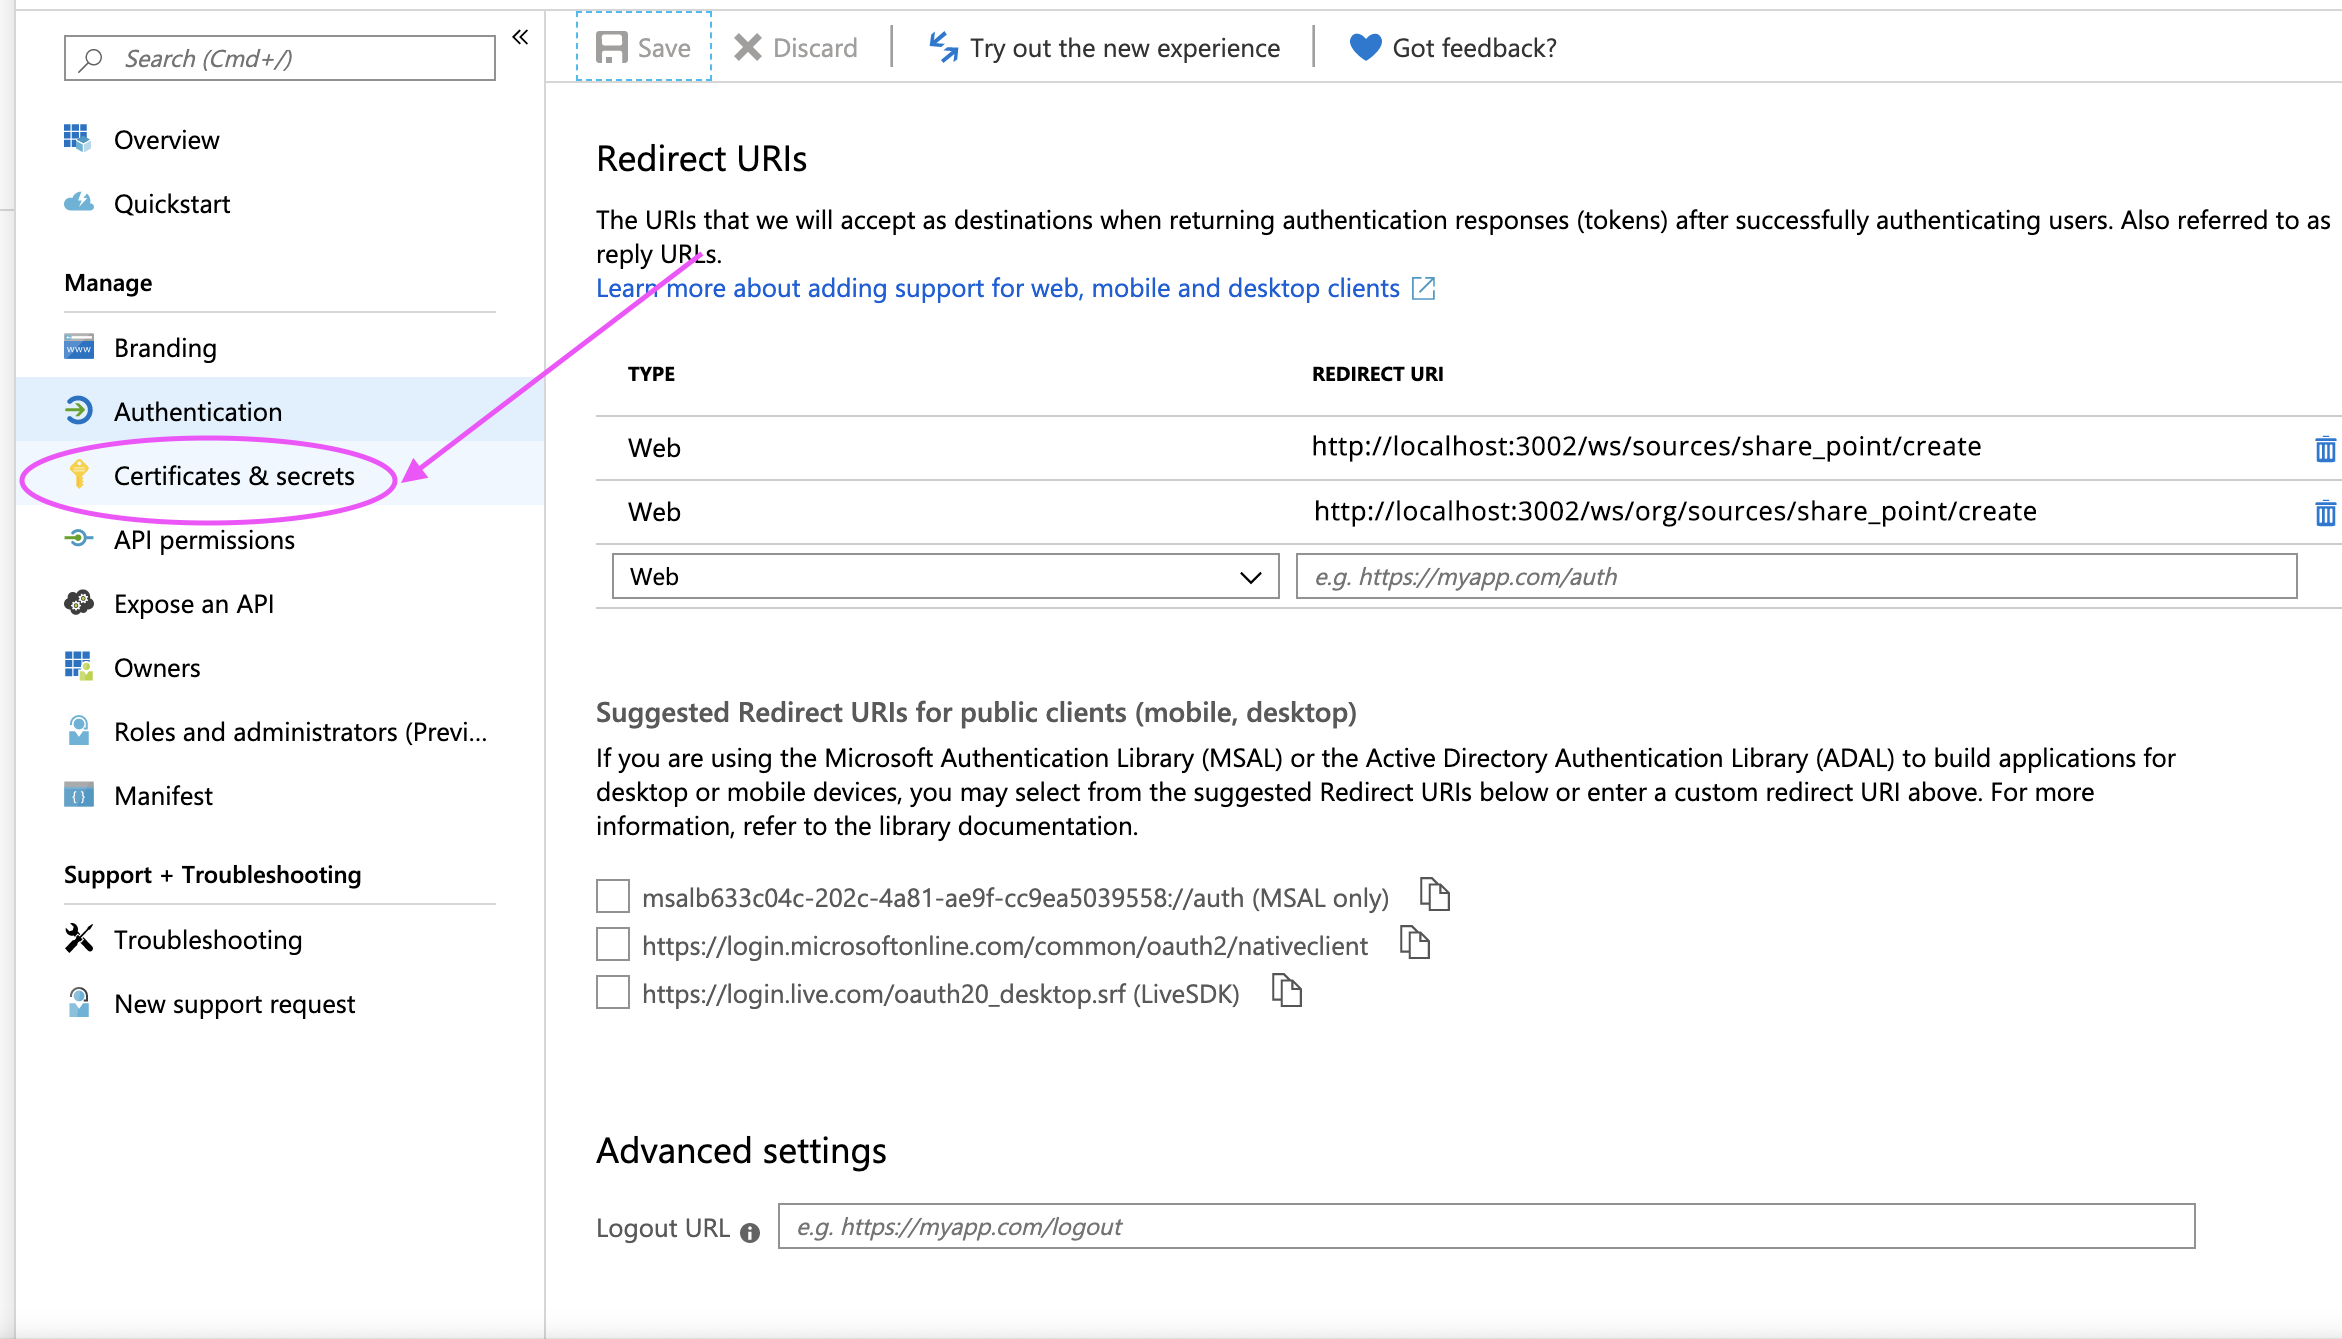 Search (Cmd+/)
«
Overview
Quickstart
Manage
Branding
Authentication
Certificates & secrets
API permissions
Expose an API
Owners
Roles and administrators (Previ...
Manifest
Support + Troubleshooting
Troubleshooting
New support request
Save
Discard
Try out the new experience
Got feedback?
Redirect URIs
The URIs that we will accept as destinations when returning authentication responses (tokens) after successfully authenticating users. Also referred to as
reply URLs.
Learn more about adding support for web, mobile and desktop clients
TYPE
REDIRECT URI
Web
http://localhost:3002/ws/sources/share_point/create
Web
http://localhost:3002/ws/org/sources/share_point/create
Web
e.g. https://myapp.com/auth
Suggested Redirect URIs for public clients (mobile, desktop)
If you are using the Microsoft Authentication Library (MSAL) or the Active Directory Authentication Library (ADAL) to build applications for
desktop or mobile devices, you may select from the suggested Redirect URIs below or enter a custom redirect URI above. For more
information, refer to the library documentation.
msalb633c04c-202c-4a81-ae9f-cc9ea5039558://auth (MSAL only)
https://login.microsoftonline.com/common/oauth2/nativeclient
https://login.live.com/oauth20_desktop.srf (LiveSDK)
Advanced settings
Logout URL
e.g. https://myapp.com/logout